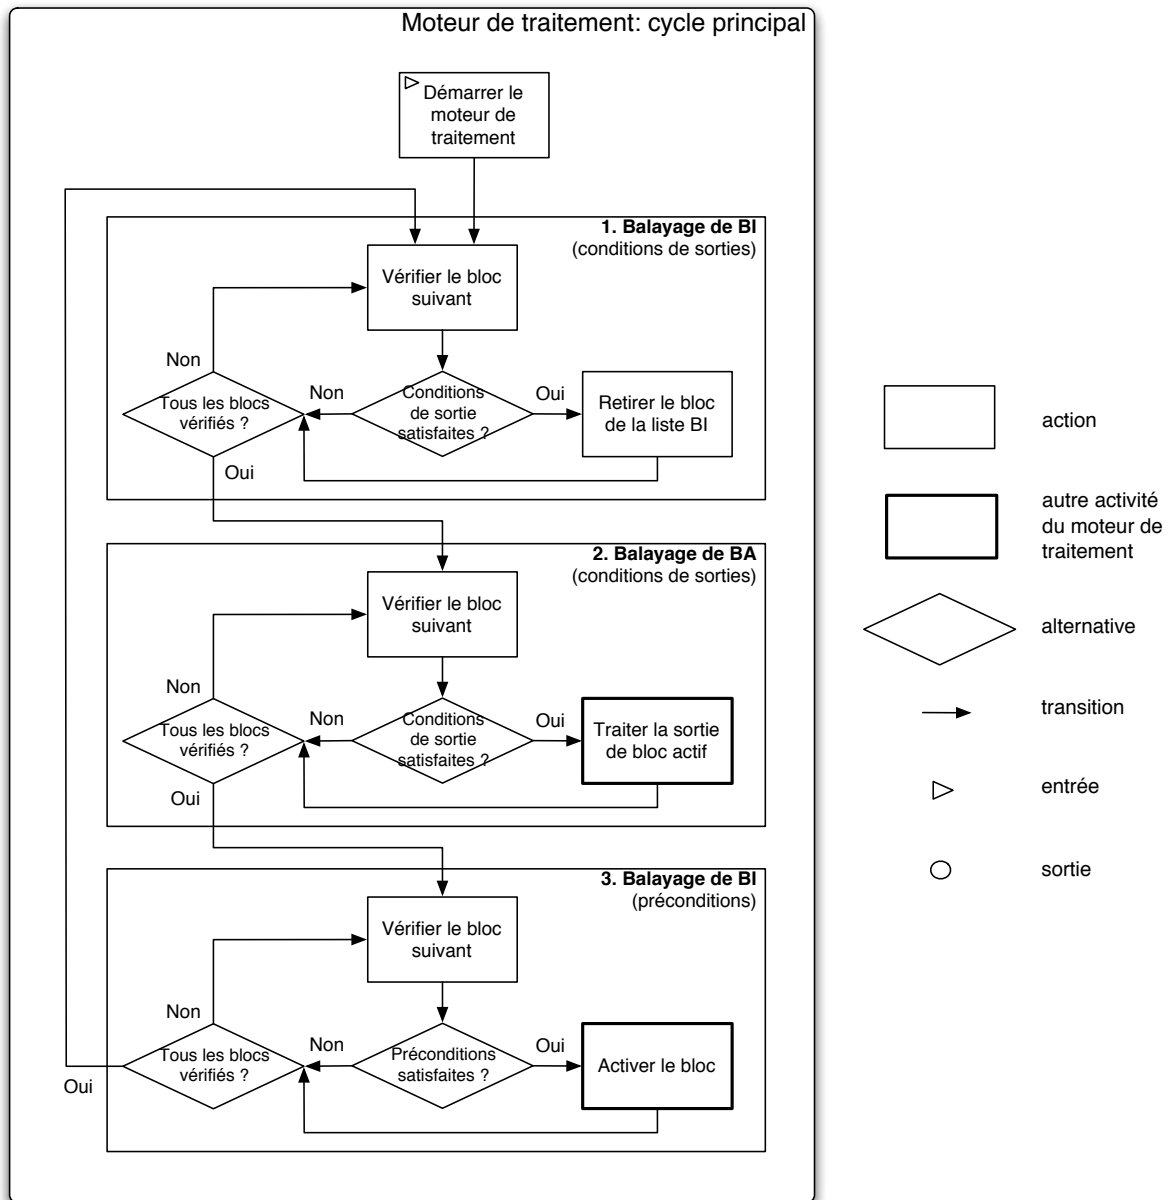 Moteur de traitement: cycle principal
Démarrer le
moteur de
traitement
1. Balayage de BI
(conditions de sorties)
Vérifier le bloc
suivant
Non
Tous les blocs
vérifiés ?
Non
Conditions
de sortie
satisfaites ?
Oui
Retirer le bloc
de la liste BI
Oui
2. Balayage de BA
(conditions de sorties)
Vérifier le bloc
suivant
Non
Tous les blocs
vérifiés ?
Non
Conditions
de sortie
satisfaites ?
Oui
Traiter la sortie
de bloc actif
Oui
3. Balayage de BI
(préconditions)
Vérifier le bloc
suivant
Non
Tous les blocs
vérifiés ?
Non
Préconditions
satisfaites ?
Oui
Activer le bloc
Oui
action
autre activité
du moteur de
traitement
alternative
transition
entrée
sortie